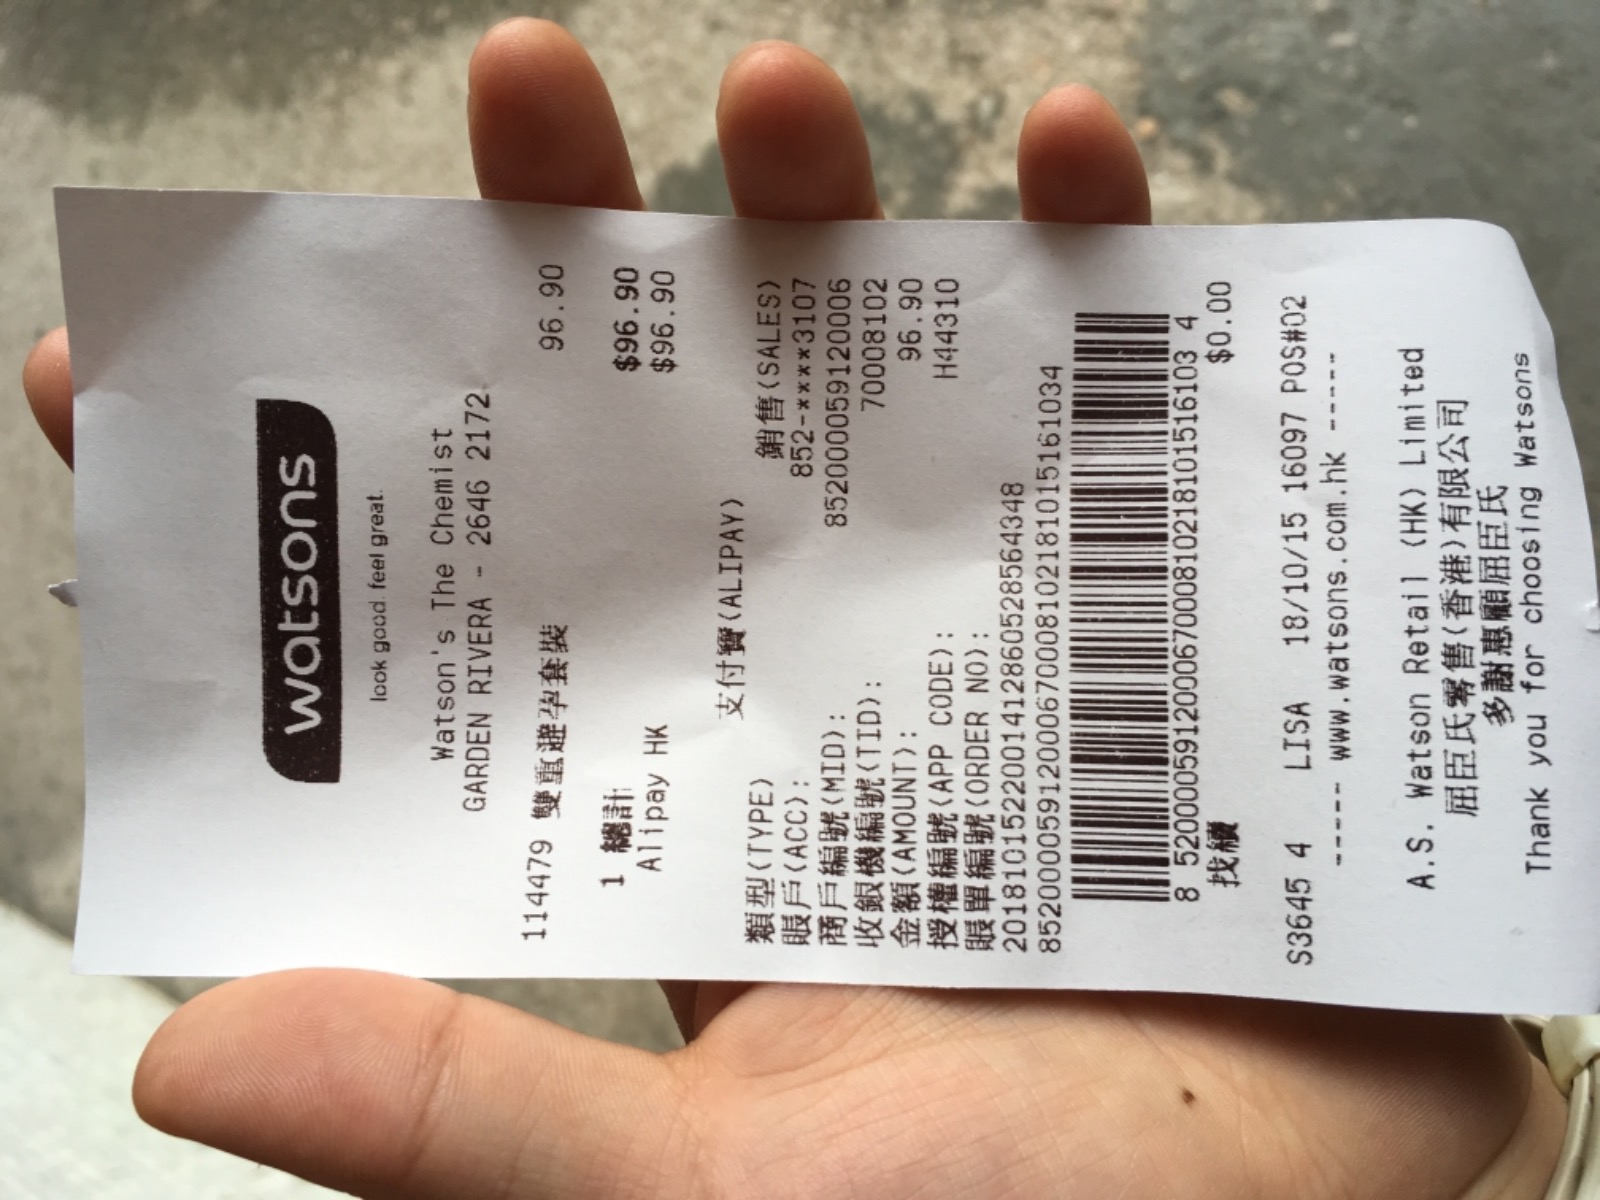 watsons
look good. feel great.
Watson's The Chemist
GARDEN RIVERA - 2646 2172
114479 雙重避孕套裝 96.90
1 總計 $96.90
Alipay HK $96.90
支付寶(ALIPAY)
類型(TYPE) 銷售(SALES)
賬戶(ACC): 852-****3107
商戶編號(MID): 852000059120006
收銀機編號(TID): 70008102
金額(AMOUNT): 96.90
授權編號(APP CODE): H44310
賬單編號(ORDER NO):
2018101522001412860528564348
8520000591200067000810218101516103​4
8 520000591200067000810218101516103 4
找續 $0.00
S3645 4 LISA 18/10/15 16097 POS#02
----- www.watsons.com.hk -----
A.S. Watson Retail (HK) Limited
屈臣氏零售(香港)有限公司
多謝惠顧屈臣氏
Thank you for choosing Watsons